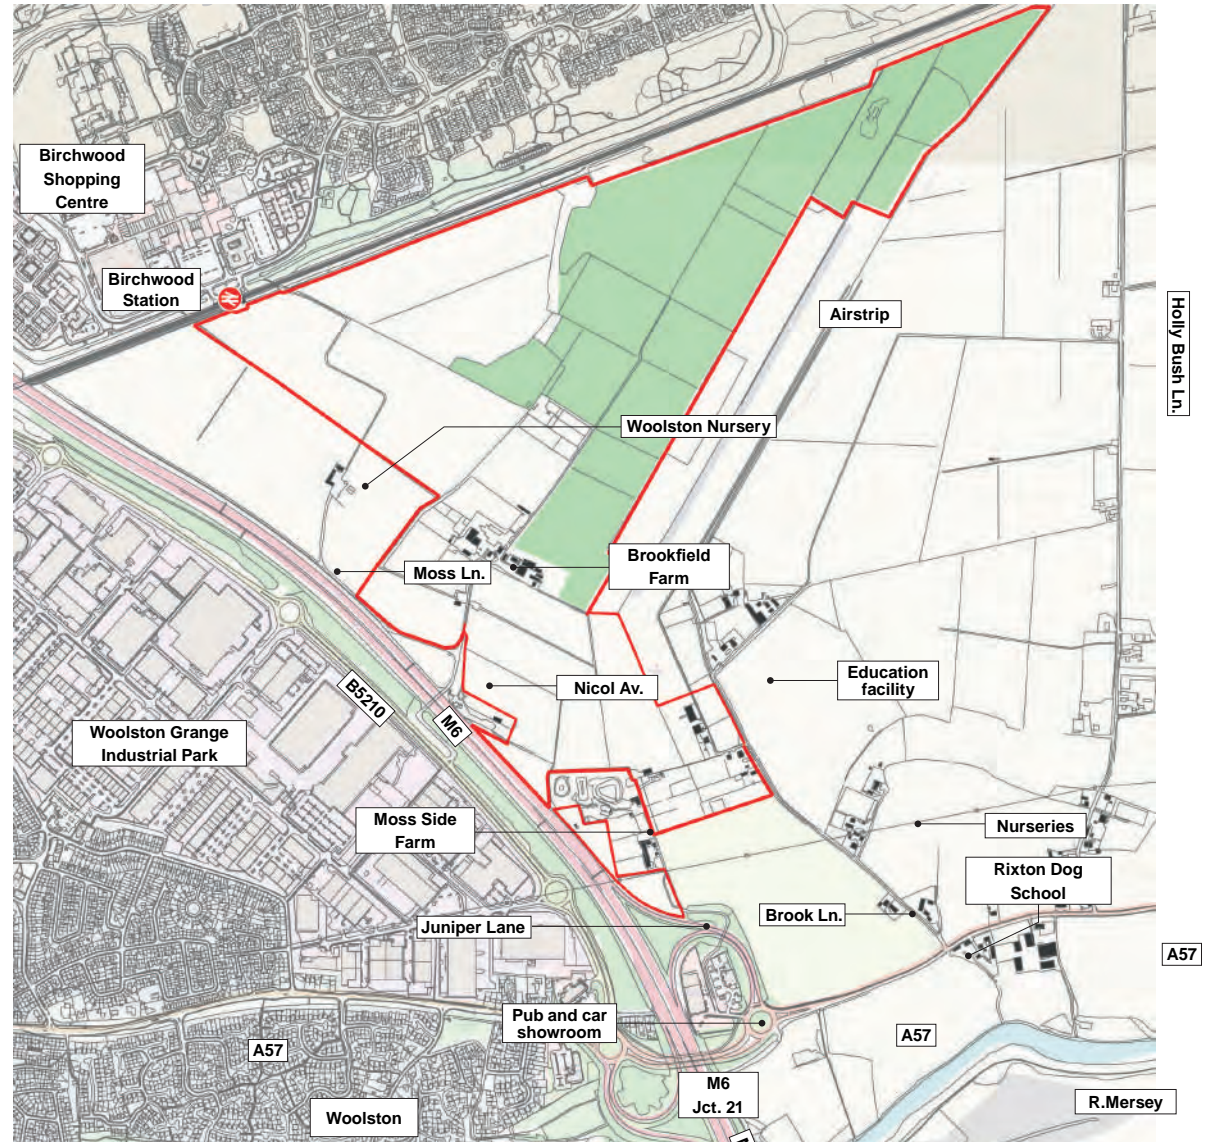 Birchwood
Shopping
Centre
Birchwood
Station
Airstrip
Holly Bush Ln.
Woolston Nursery
Brookfield
Farm
Moss Ln.
Education
facility
Nicol Av.
B5210
M6
Woolston Grange
Industrial Park
Moss Side
Farm
Nurseries
Rixton Dog
School
Brook Ln.
Juniper Lane
A57
Pub and car
showroom
A57
A57
M6
Jct. 21
Woolston
R.Mersey